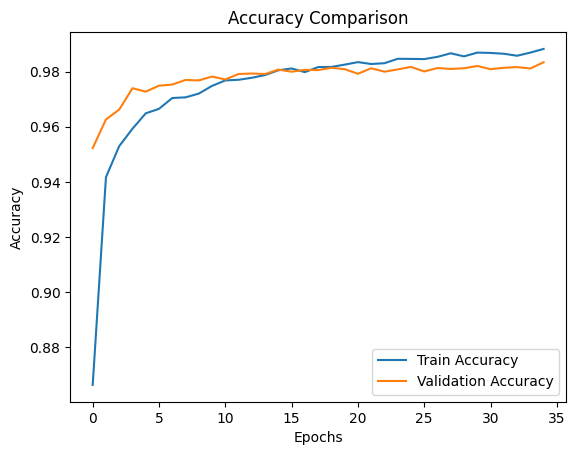 Accuracy Comparison
Accuracy
0.98
0.96
0.94
0.92
0.90
0.88
Train Accuracy
Validation Accuracy
0 5 10 15 20 25 30 35
Epochs